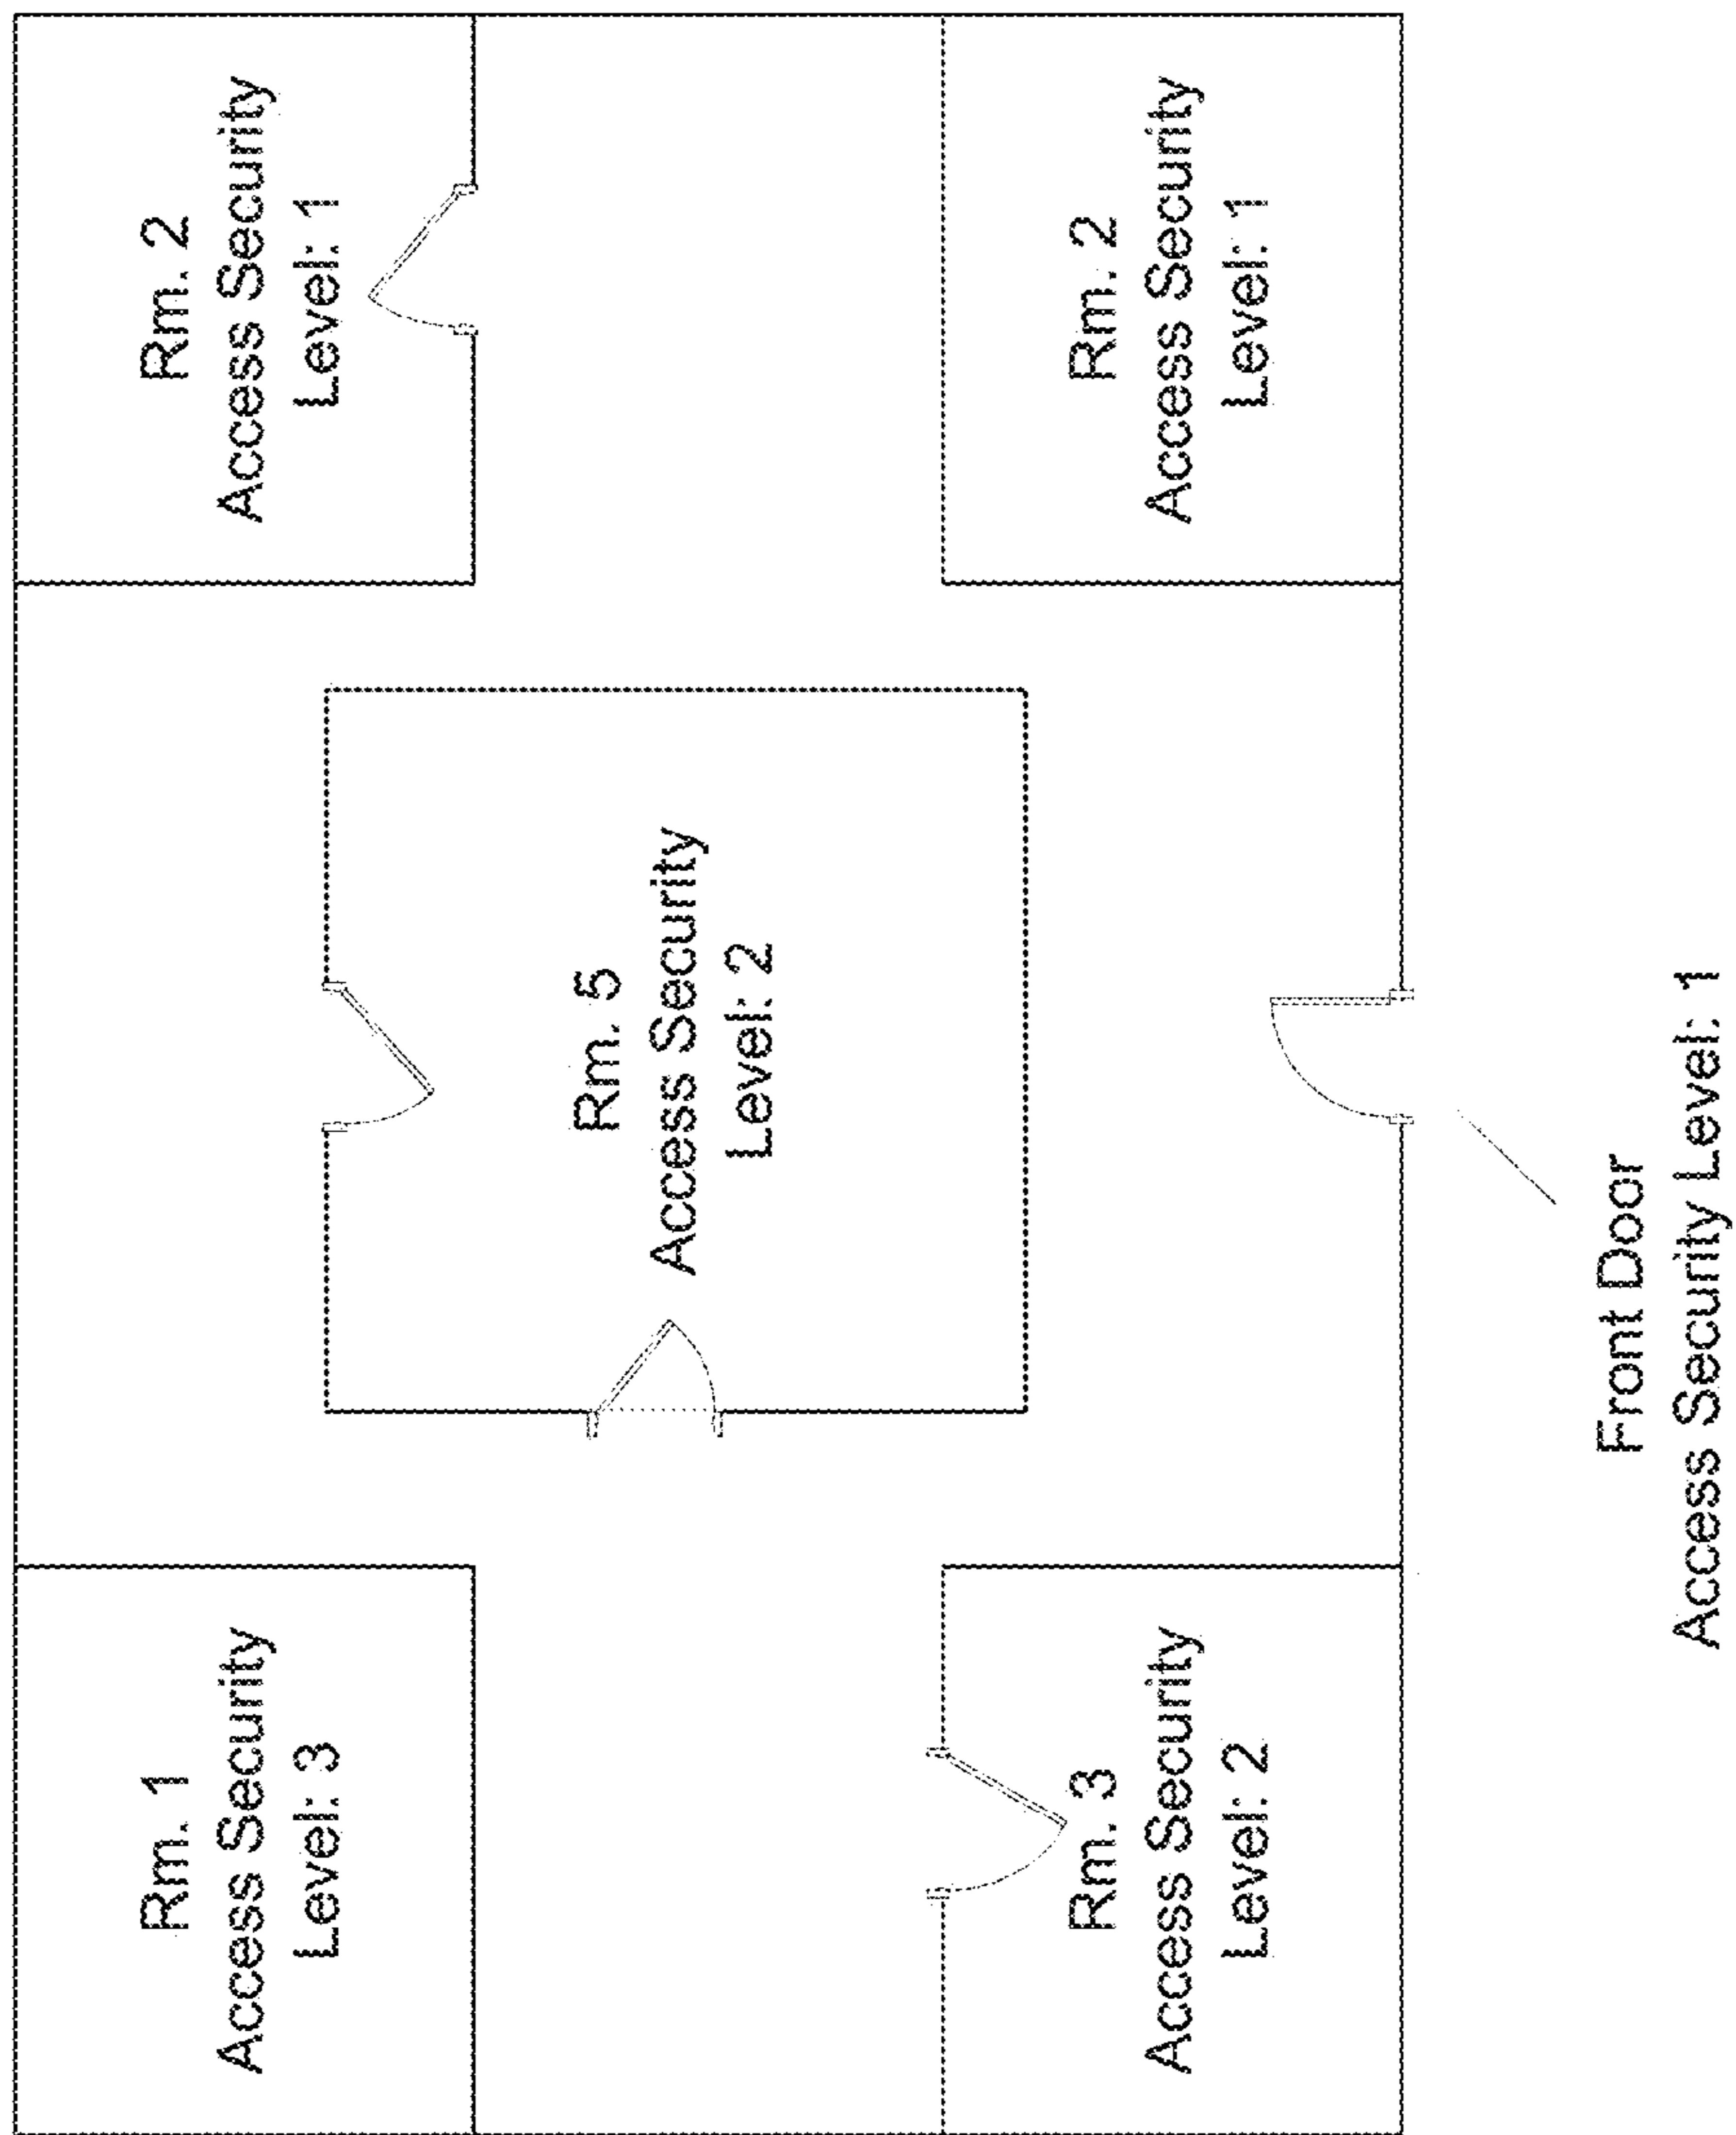 Rm. 1
Access Security
Level: 3
Rm. 2
Access Security
Level: 1
Rm. 5
Access Security
Level: 2
Rm. 3
Access Security
Level: 2
Rm. 2
Access Security
Level: 1
Front Door
Access Security Level: 1